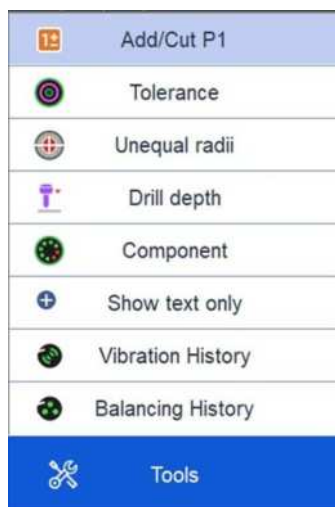 Add/Cut P1
Tolerance
Unequal radii
Drill depth
Component
Show text only
Vibration History
Balancing History
Tools